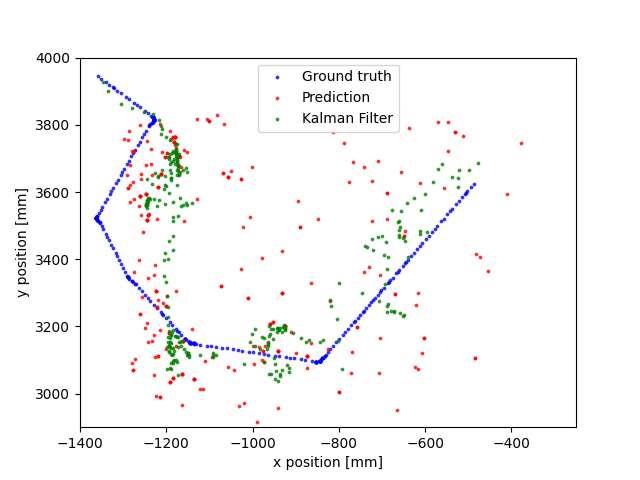 4000
3800
3600
3400
3200
3000
y position [mm]
Ground truth
Prediction
Kalman Filter
−1400 −1200 −1000 −800 −600 −400
x position [mm]